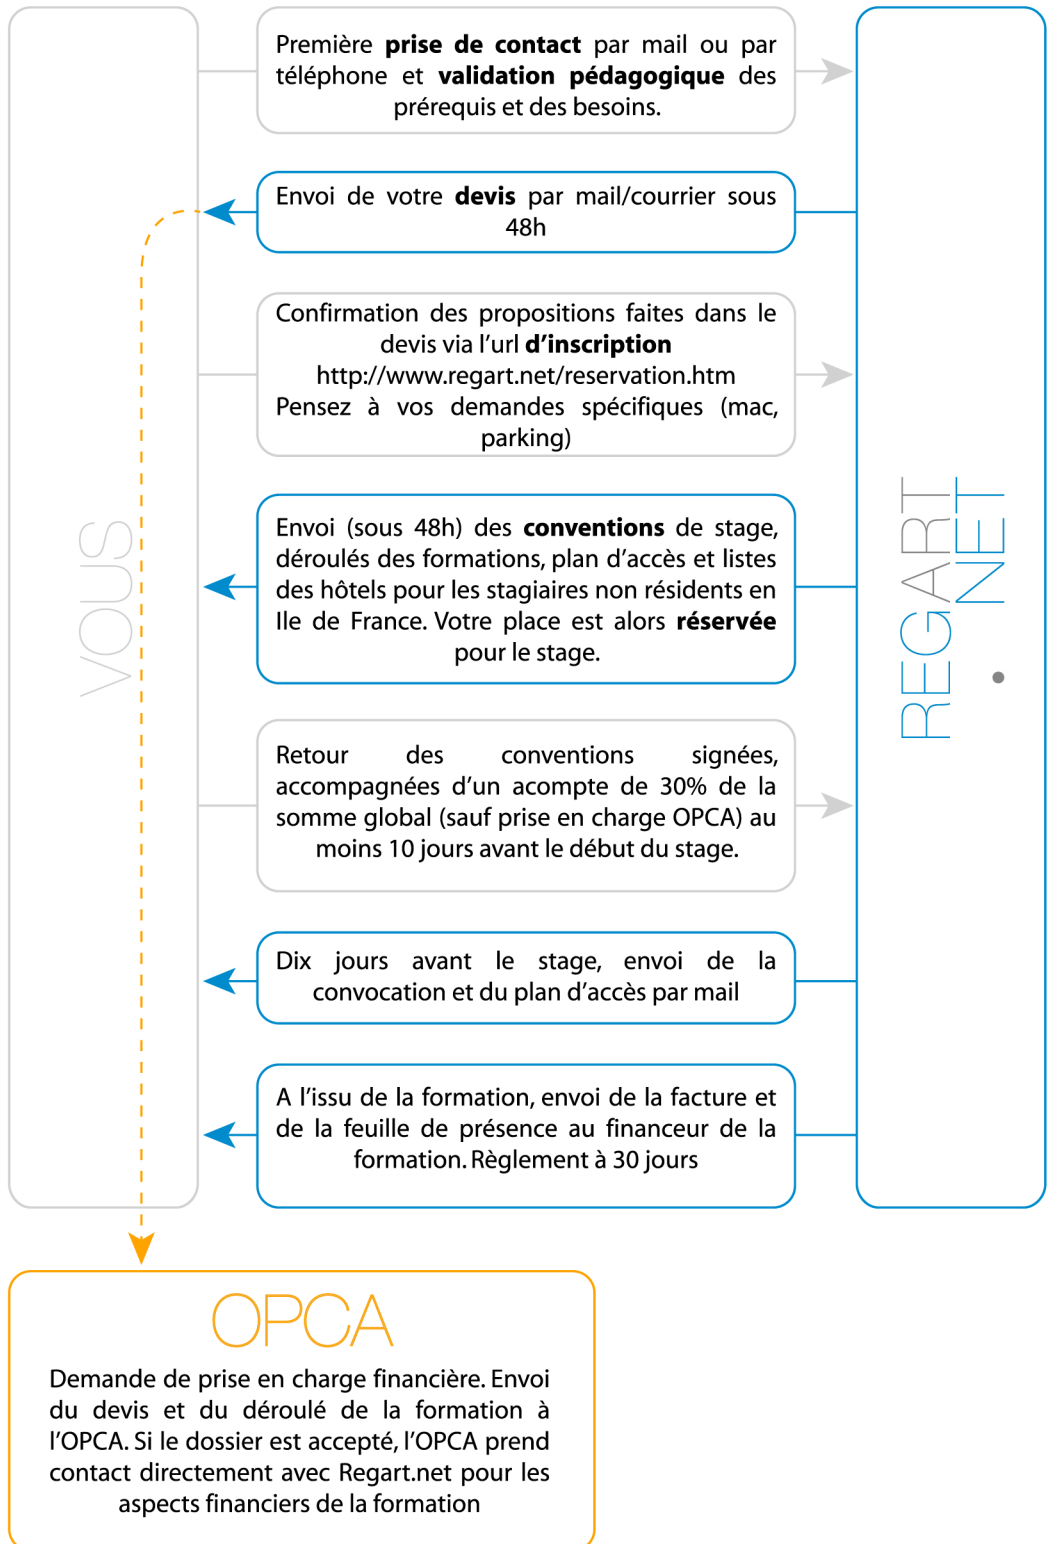 Première prise de contact par mail ou par
téléphone et validation pédagogique des
prérequis et des besoins.
Envoi de votre devis par mail/courrier sous
48h
Confirmation des propositions faites dans le
devis via l’url d’inscription
http://www.regart.net/reservation.htm
Pensez à vos demandes spécifiques (mac,
parking)
Envoi (sous 48h) des conventions de stage,
déroulés des formations, plan d’accès et listes
des hôtels pour les stagiaires non résidents en
Ile de France. Votre place est alors réservée
pour le stage.
Retour des conventions signées,
accompagnées d’un acompte de 30% de la
somme global (sauf prise en charge OPCA) au
moins 10 jours avant le début du stage.
Dix jours avant le stage, envoi de la
convocation et du plan d’accès par mail
A l’issu de la formation, envoi de la facture et
de la feuille de présence au financeur de la
formation. Règlement à 30 jours
VOUS
REGART
.NET
OPCA
Demande de prise en charge financière. Envoi
du devis et du déroulé de la formation à
l’OPCA. Si le dossier est accepté, l’OPCA prend
contact directement avec Regart.net pour les
aspects financiers de la formation